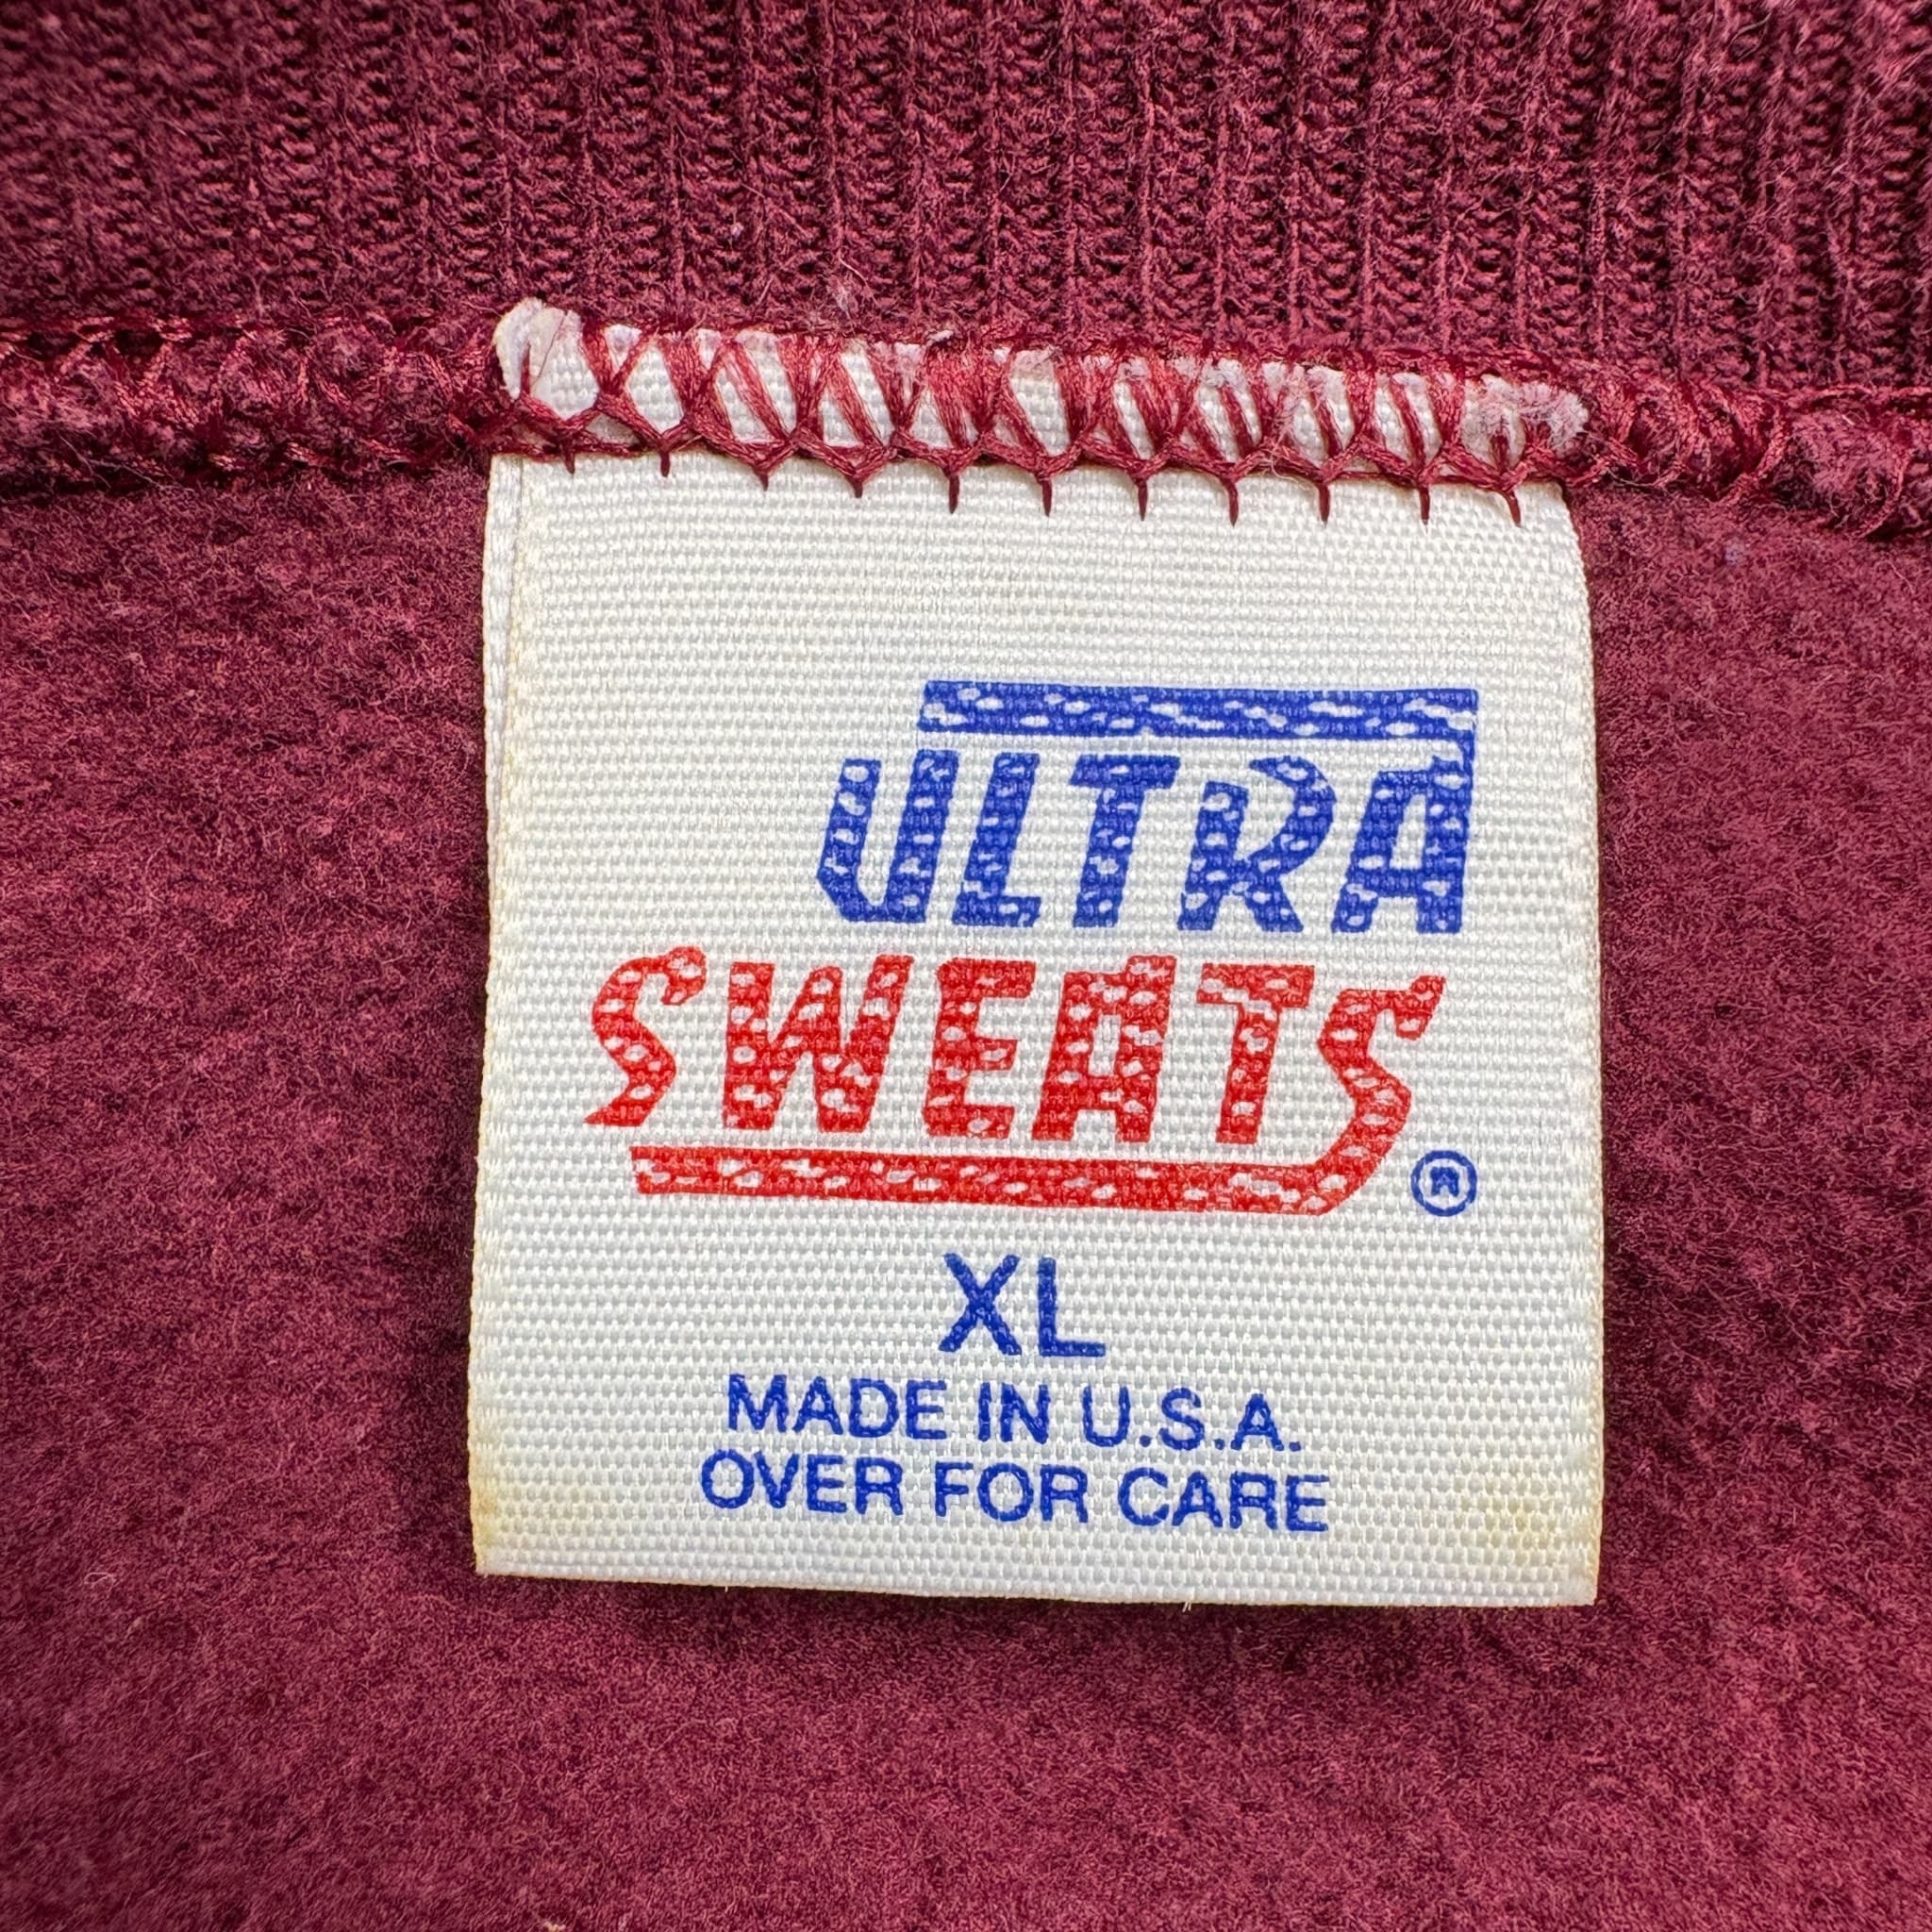 ULTRA
SWEATS®
XL
MADE IN U.S.A.
OVER FOR CARE